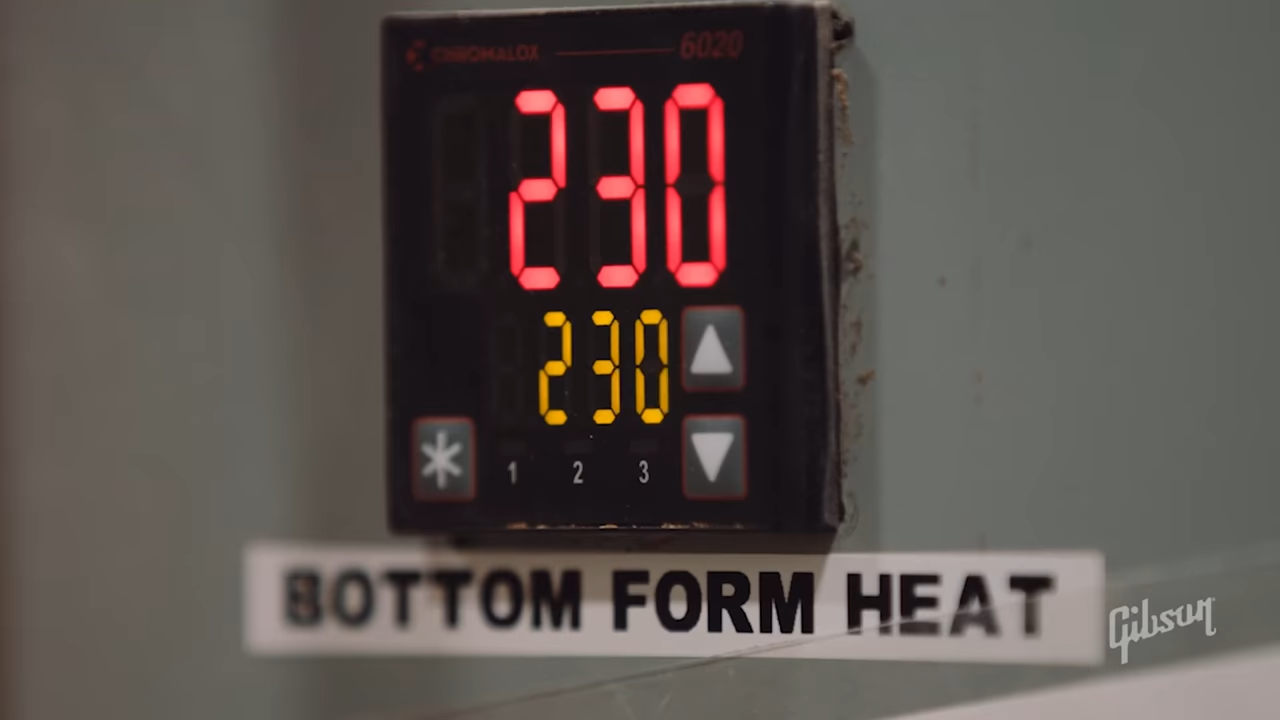 CHROMALOX 6020
230
230
1 2 3
BOTTOM FORM HEAT
Gibson